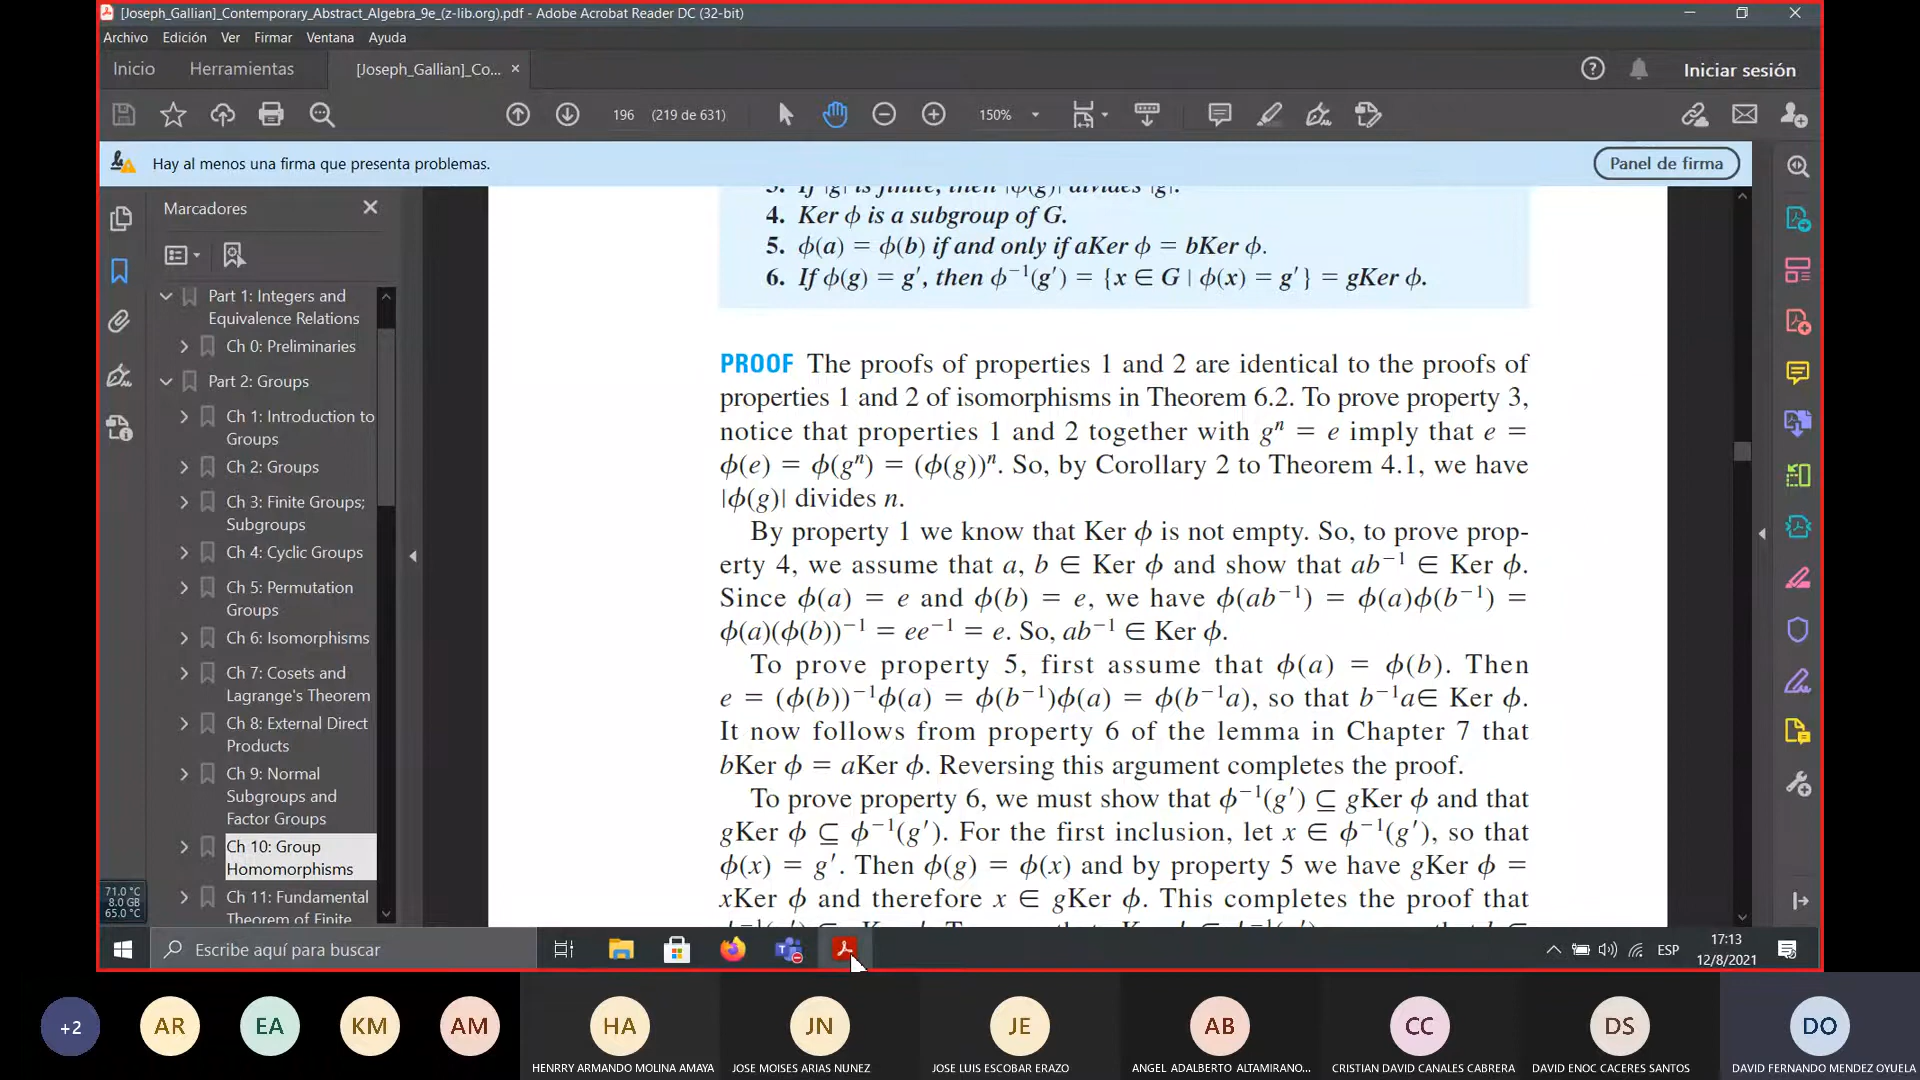 [Joseph_Gallian]_Contemporary_Abstract_Algebra_9e_(z-lib.org).pdf - Adobe Acrobat Reader DC (32-bit)
Archivo Edición Ver Firmar Ventana Ayuda
Inicio Herramientas [Joseph_Gallian]_Co... × Iniciar sesión
196 (219 de 631) 150%
Hay al menos una firma que presenta problemas. Panel de firma
Marcadores
Part 1: Integers and
Equivalence Relations
Ch 0: Preliminaries
Part 2: Groups
Ch 1: Introduction to
Groups
Ch 2: Groups
Ch 3: Finite Groups;
Subgroups
Ch 4: Cyclic Groups
Ch 5: Permutation
Groups
Ch 6: Isomorphisms
Ch 7: Cosets and
Lagrange's Theorem
Ch 8: External Direct
Products
Ch 9: Normal
Subgroups and
Factor Groups
Ch 10: Group
Homomorphisms
Ch 11: Fundamental
Theorem of Finite
3. If |g| is finite, then |ϕ(g)| divides |g|.
4. Ker ϕ is a subgroup of G.
5. ϕ(a) = ϕ(b) if and only if aKer ϕ = bKer ϕ.
6. If ϕ(g) = g′, then ϕ⁻¹(g′) = {x ∈ G | ϕ(x) = g′} = gKer ϕ.
PROOF The proofs of properties 1 and 2 are identical to the proofs of
properties 1 and 2 of isomorphisms in Theorem 6.2. To prove property 3,
notice that properties 1 and 2 together with gⁿ = e imply that e =
ϕ(e) = ϕ(gⁿ) = (ϕ(g))ⁿ. So, by Corollary 2 to Theorem 4.1, we have
|ϕ(g)| divides n.
By property 1 we know that Ker ϕ is not empty. So, to prove prop-
erty 4, we assume that a, b ∈ Ker ϕ and show that ab⁻¹ ∈ Ker ϕ.
Since ϕ(a) = e and ϕ(b) = e, we have ϕ(ab⁻¹) = ϕ(a)ϕ(b⁻¹) =
ϕ(a)(ϕ(b))⁻¹ = ee⁻¹ = e. So, ab⁻¹ ∈ Ker ϕ.
To prove property 5, first assume that ϕ(a) = ϕ(b). Then
e = (ϕ(b))⁻¹ϕ(a) = ϕ(b⁻¹)ϕ(a) = ϕ(b⁻¹a), so that b⁻¹a∈ Ker ϕ.
It now follows from property 6 of the lemma in Chapter 7 that
bKer ϕ = aKer ϕ. Reversing this argument completes the proof.
To prove property 6, we must show that ϕ⁻¹(g′) ⊆ gKer ϕ and that
gKer ϕ ⊆ ϕ⁻¹(g′). For the first inclusion, let x ∈ ϕ⁻¹(g′), so that
ϕ(x) = g′. Then ϕ(g) = ϕ(x) and by property 5 we have gKer ϕ =
xKer ϕ and therefore x ∈ gKer ϕ. This completes the proof that
71.0 °C
8.0 GB
65.0 °C
Escribe aquí para buscar
ESP
17:13
12/8/2021
+2 AR EA KM AM HA JN JE AB CC DS DO
HENRRY ARMANDO MOLINA AMAYA JOSE MOISES ARIAS NUNEZ JOSE LUIS ESCOBAR ERAZO ANGEL ADALBERTO ALTAMIRANO... CRISTIAN DAVID CANALES CABRERA DAVID ENOC CACERES SANTOS DAVID FERNANDO MENDEZ OYUELA